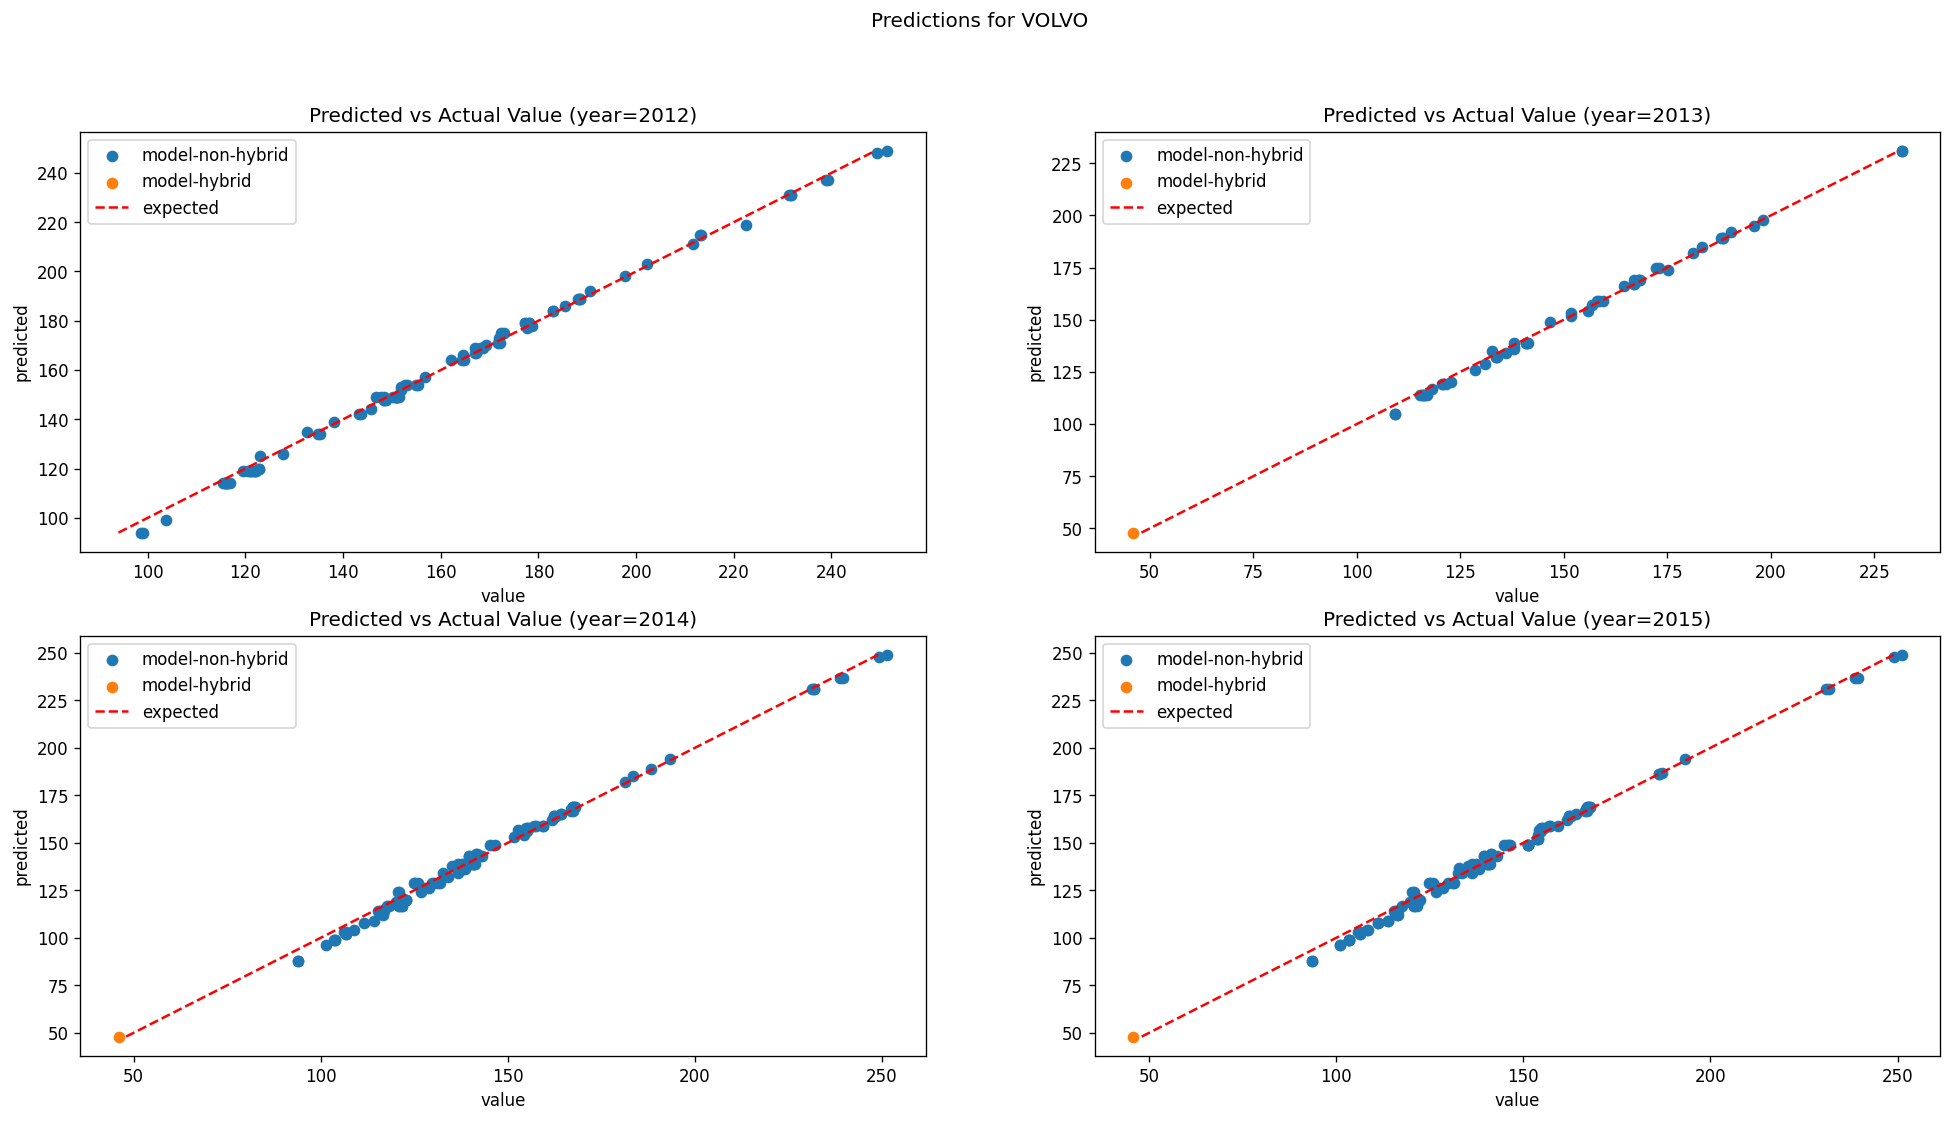 Predictions for VOLVO
Predicted vs Actual Value (year=2012)
model-non-hybrid
model-hybrid
expected
predicted
240
220
200
180
160
140
120
100
100 120 140 160 180 200 220 240
value
Predicted vs Actual Value (year=2013)
model-non-hybrid
model-hybrid
expected
predicted
225
200
175
150
125
100
75
50
50 75 100 125 150 175 200 225
value
Predicted vs Actual Value (year=2014)
model-non-hybrid
model-hybrid
expected
predicted
250
225
200
175
150
125
100
75
50
50 100 150 200 250
value
Predicted vs Actual Value (year=2015)
model-non-hybrid
model-hybrid
expected
predicted
250
225
200
175
150
125
100
75
50
50 100 150 200 250
value